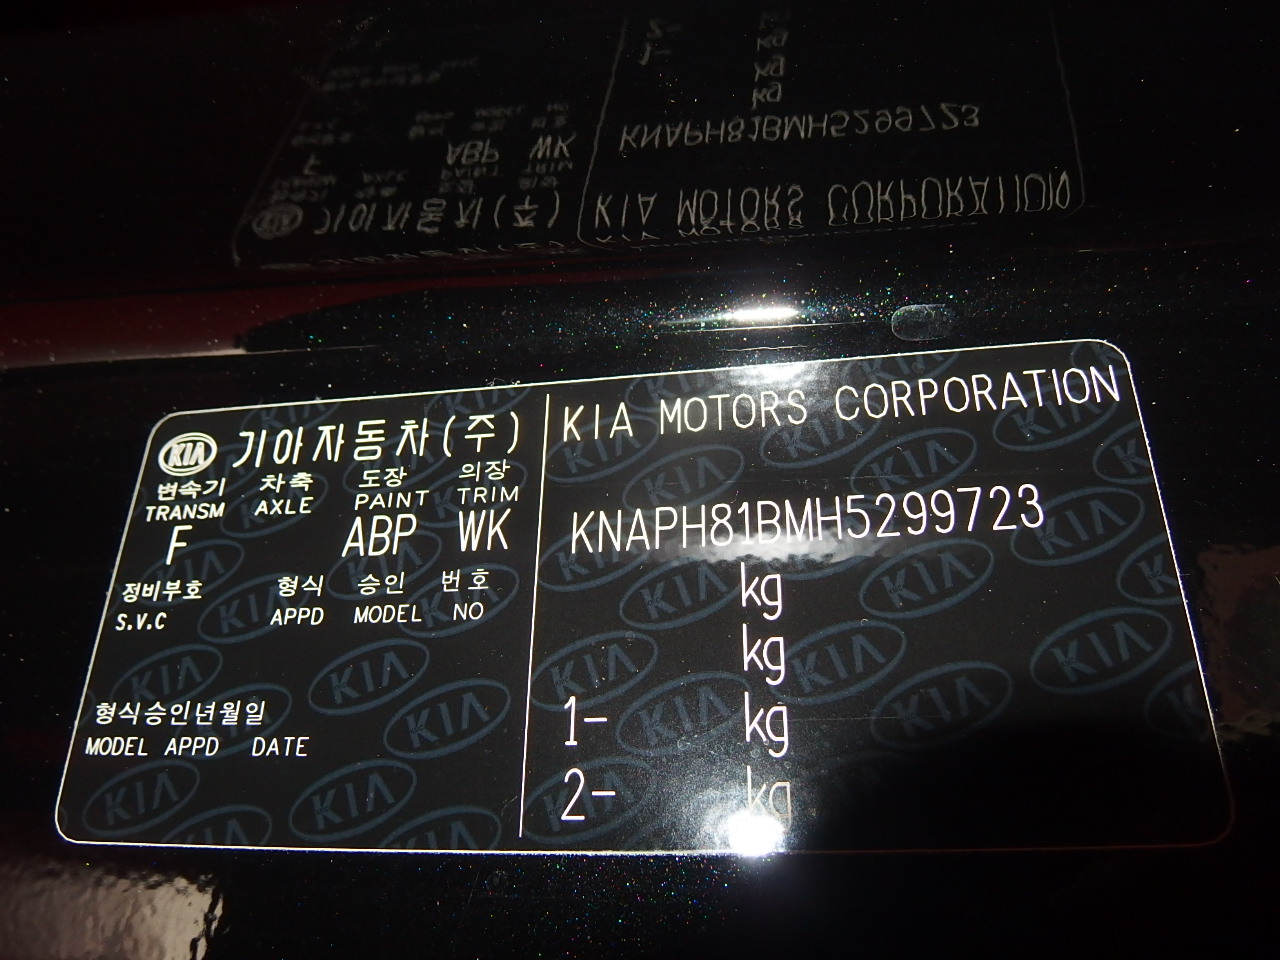 KIA 기아자동차(주)
변속기 차축 도장 의장
TRANSM AXLE PAINT TRIM
F ABP WK
정비부호 형식 승인 번호
S.V.C APPD MODEL NO
형식승인년월일
MODEL APPD DATE
KIA MOTORS CORPORATION
KNAPH81BMH5299723
kg
kg
1- kg
2- kg